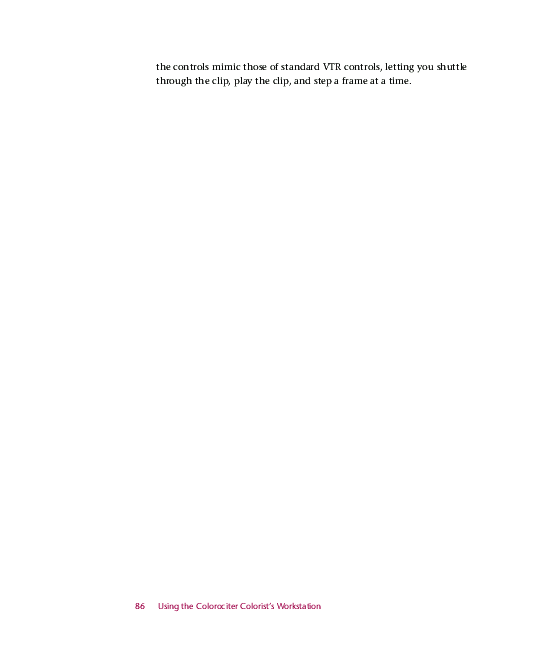 the controls mimic those of standard VTR controls, letting you shuttle
through the clip, play the clip, and step a frame at a time.
86 Using the Colorociter Colorist's Workstation